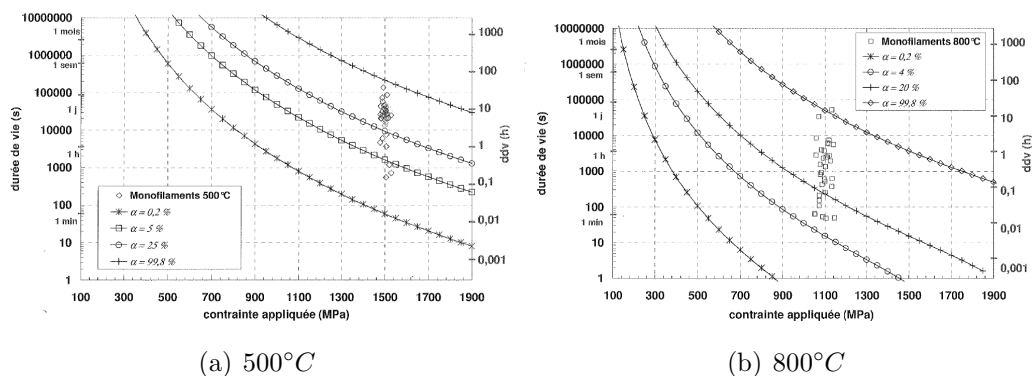 10000000
1 mois
1000000
1 sem
100000
1 j
10000
1 h
1000
100
1 min
10
1
durée de vie (s)
1000
100
10
1
0,1
0,01
0,001
ddv (h)
Monofilaments 500°C
α = 0,2 %
α = 5 %
α = 25 %
α = 99,8 %
100 300 500 700 900 1100 1300 1500 1700 1900
contrainte appliquée (MPa)
(a) 500°C
10000000
1 mois
1000000
1 sem
100000
1 j
10000
1 h
1000
100
1 min
10
1
durée de vie (s)
1000
100
10
1
0,1
0,01
0,001
ddv (h)
Monofilaments 800°C
α = 0,2 %
α = 4 %
α = 20 %
α = 99,8 %
100 300 500 700 900 1100 1300 1500 1700 1900
contrainte appliquée (MPa)
(b) 800°C